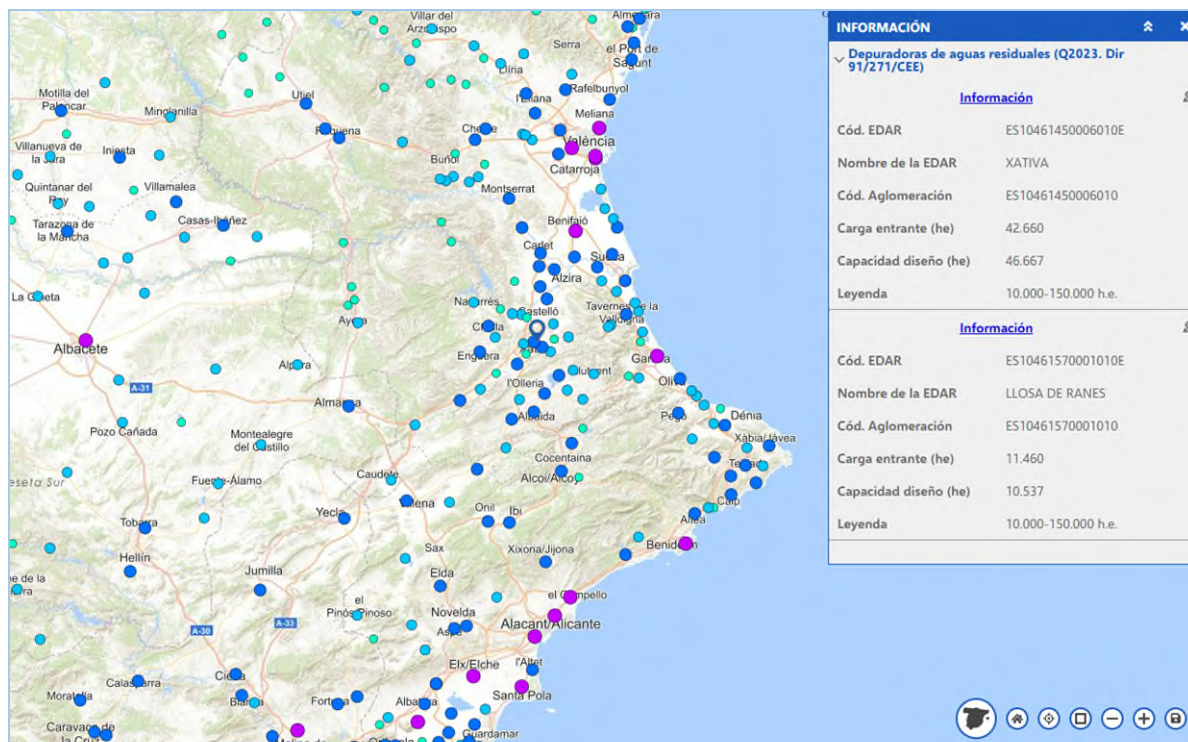 Villar del
Arzobispo
Almenara
Serra
el Port de
Sagunt
Llíria
Rafelbunyol
Motilla del
Palancar
Minglanilla
Utiel
l'Eliana
Meliana
Requena
Cheste
València
Villanueva de
la Jara
Iniesta
Buñol
Catarroja
Quintanar del
Rey
Villamalea
Montserrat
Tarazona de
la Mancha
Casas-Ibáñez
Benifaió
Cadet
Sueca
Alzira
La Gineta
Navarrés
Castelló
Tavernes de la
Valldigna
Ayora
Chella
Albacete
Enguera
Gandia
Alpera
A-31
l'Olleria
Oliva
Almansa
Albaida
Pego
Dénia
Pozo Cañada
Montealegre
del Castillo
Xàbia/Jávea
Cocentaina
Alcoi/Alcoy
Caudete
Fuente-Álamo
Villena
Calp
Yecla
Onil
Ibi
Altea
Tobarra
Benidorm
Sax
Xixona/Jijona
Hellín
Jumilla
Elda
el
Pinós/Pinoso
Novelda
el Campello
Aspe
Alacant/Alicante
A-30
A-33
Elx/Elche
l'Altet
Calasparra
Cieza
Santa Pola
Moratalla
Fortuna
Albatera
Caravaca de
la Cruz
Guardamar
INFORMACIÓN
Depuradoras de aguas residuales (Q2023. Dir
91/271/CEE)
Información
Cód. EDAR ES10461450006010E
Nombre de la EDAR XATIVA
Cód. Aglomeración ES10461450006010
Carga entrante (he) 42.660
Capacidad diseño (he) 46.667
Leyenda 10.000-150.000 h.e.
Información
Cód. EDAR ES10461570001010E
Nombre de la EDAR LLOSA DE RANES
Cód. Aglomeración ES10461570001010
Carga entrante (he) 11.460
Capacidad diseño (he) 10.537
Leyenda 10.000-150.000 h.e.